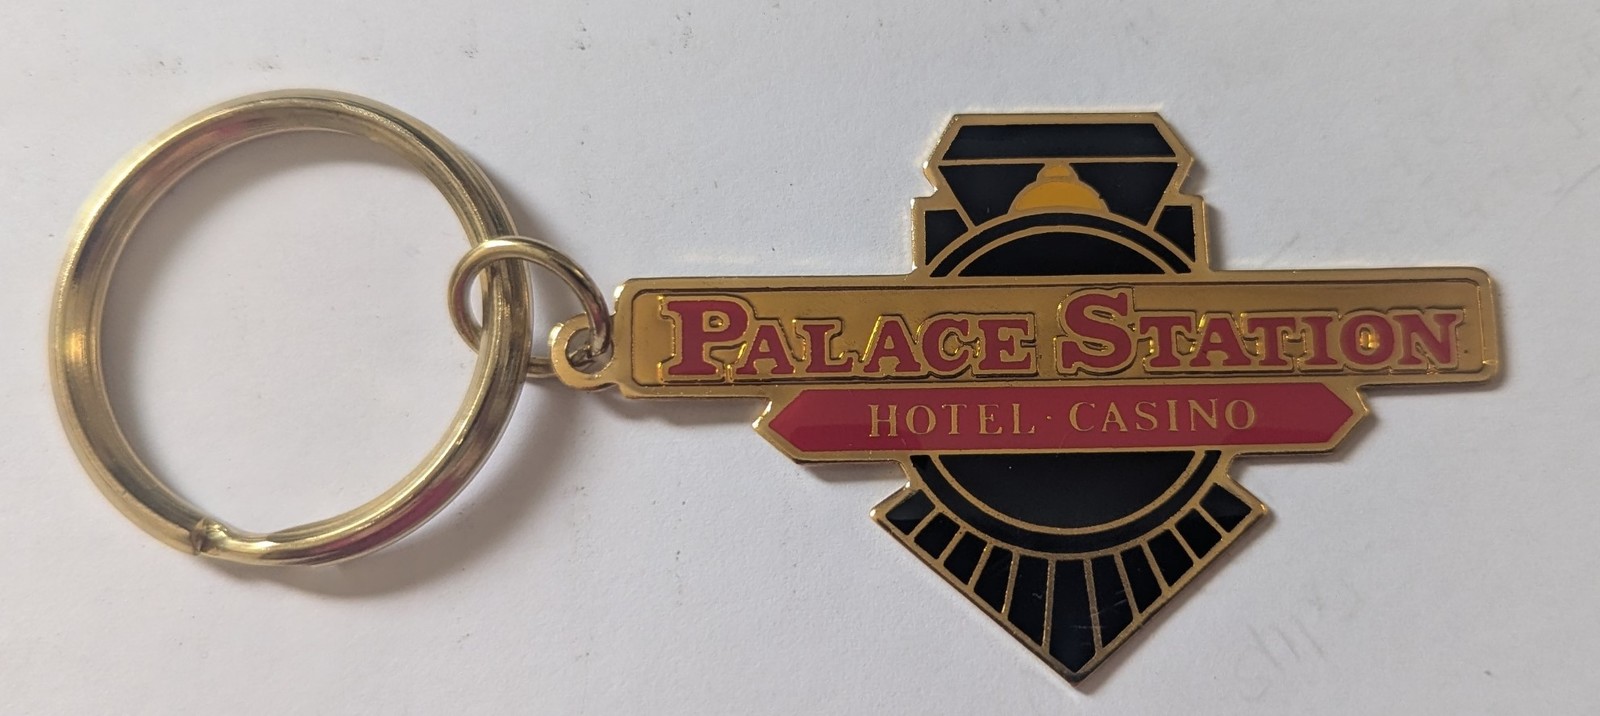 PALACE STATION
HOTEL · CASINO